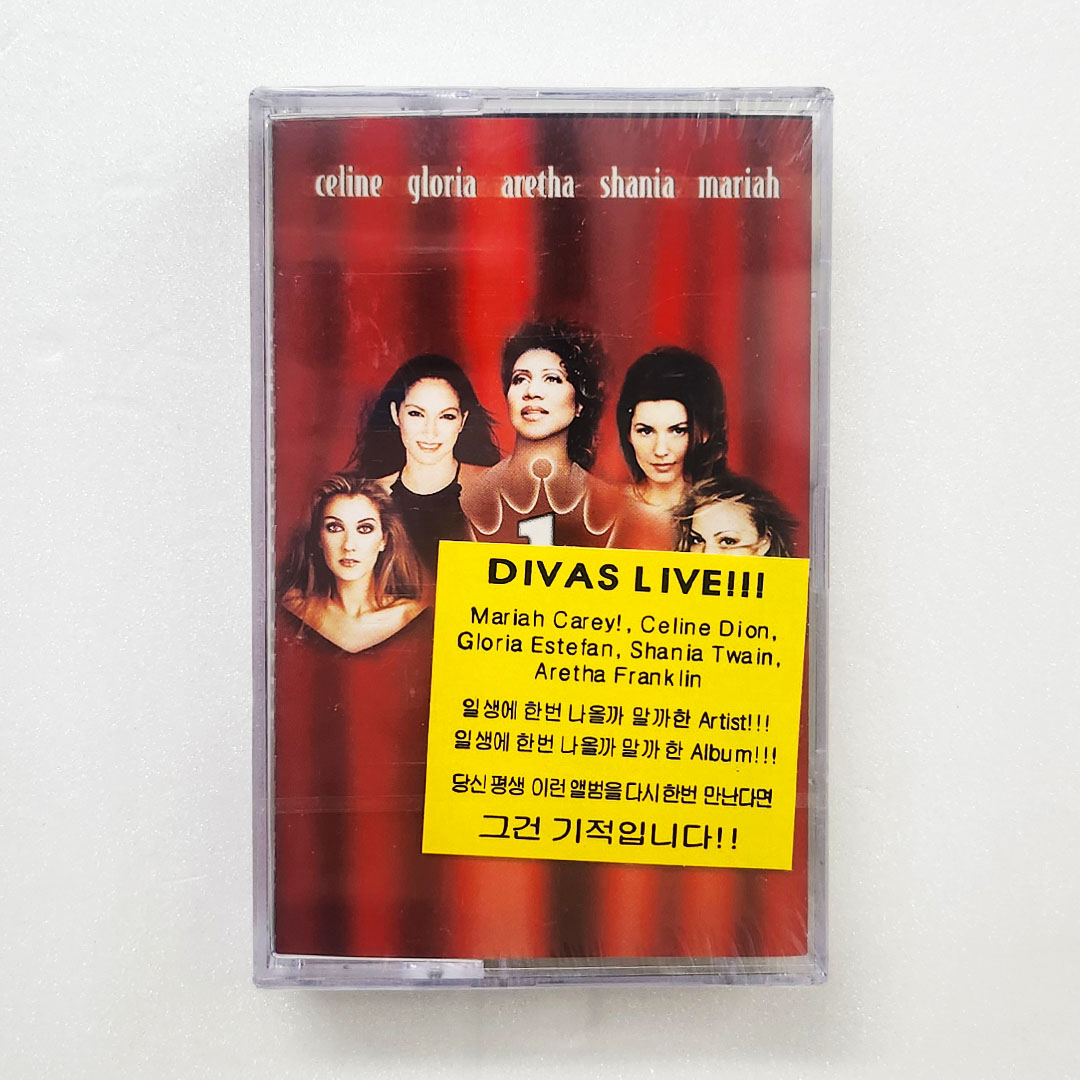 celine gloria aretha shania mariah
1
DIVAS LIVE!!!
Mariah Carey!, Celine Dion,
Gloria Estefan, Shania Twain,
Aretha Franklin
일생에 한번 나올까 말까한 Artist!!!
일생에 한번 나올까 말까한 Album!!!
당신 평생 이런 앨범을 다시 한번 만난다면
그건 기적입니다!!